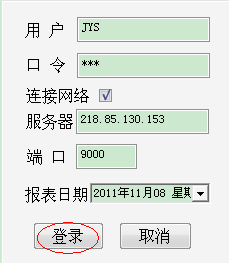 用 户 JYS
口 令 ***
连接网络
服务器 218.85.130.153
端 口 9000
报表日期 2011年11月08 星期
登录 取消